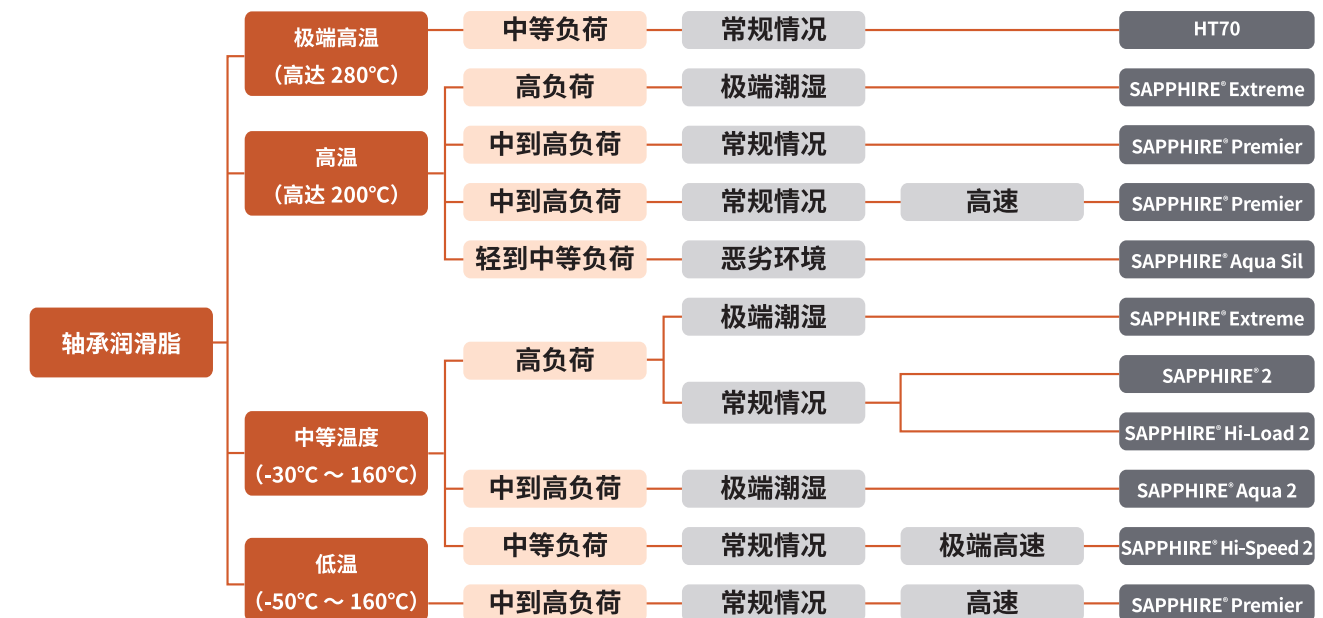 轴承润滑脂
极端高温
（高达 280℃）
中等负荷
常规情况
HT70
高温
（高达 200℃）
高负荷
极端潮湿
SAPPHIRE® Extreme
中到高负荷
常规情况
SAPPHIRE® Premier
中到高负荷
常规情况
高速
SAPPHIRE® Premier
轻到中等负荷
恶劣环境
SAPPHIRE® Aqua Sil
中等温度
（-30℃ ～ 160℃）
高负荷
极端潮湿
SAPPHIRE® Extreme
常规情况
SAPPHIRE® 2
SAPPHIRE® Hi-Load 2
中到高负荷
极端潮湿
SAPPHIRE® Aqua 2
中等负荷
常规情况
极端高速
SAPPHIRE® Hi-Speed 2
低温
（-50℃ ～ 160℃）
中到高负荷
常规情况
高速
SAPPHIRE® Premier